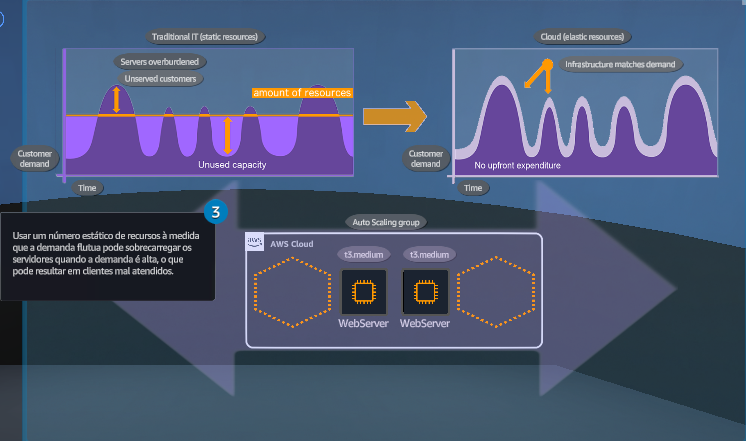 Traditional IT (static resources)
Cloud (elastic resources)
Servers overburdened
Unserved customers
amount of resources
Infrastructure matches demand
Customer
demand
Unused capacity
Time
Customer
demand
No upfront expenditure
Time
3
Usar um número estático de recursos à medida
que a demanda flutua pode sobrecarregar os
servidores quando a demanda é alta, o que
pode resultar em clientes mal atendidos.
Auto Scaling group
aws
AWS Cloud
t3.medium
t3.medium
WebServer
WebServer